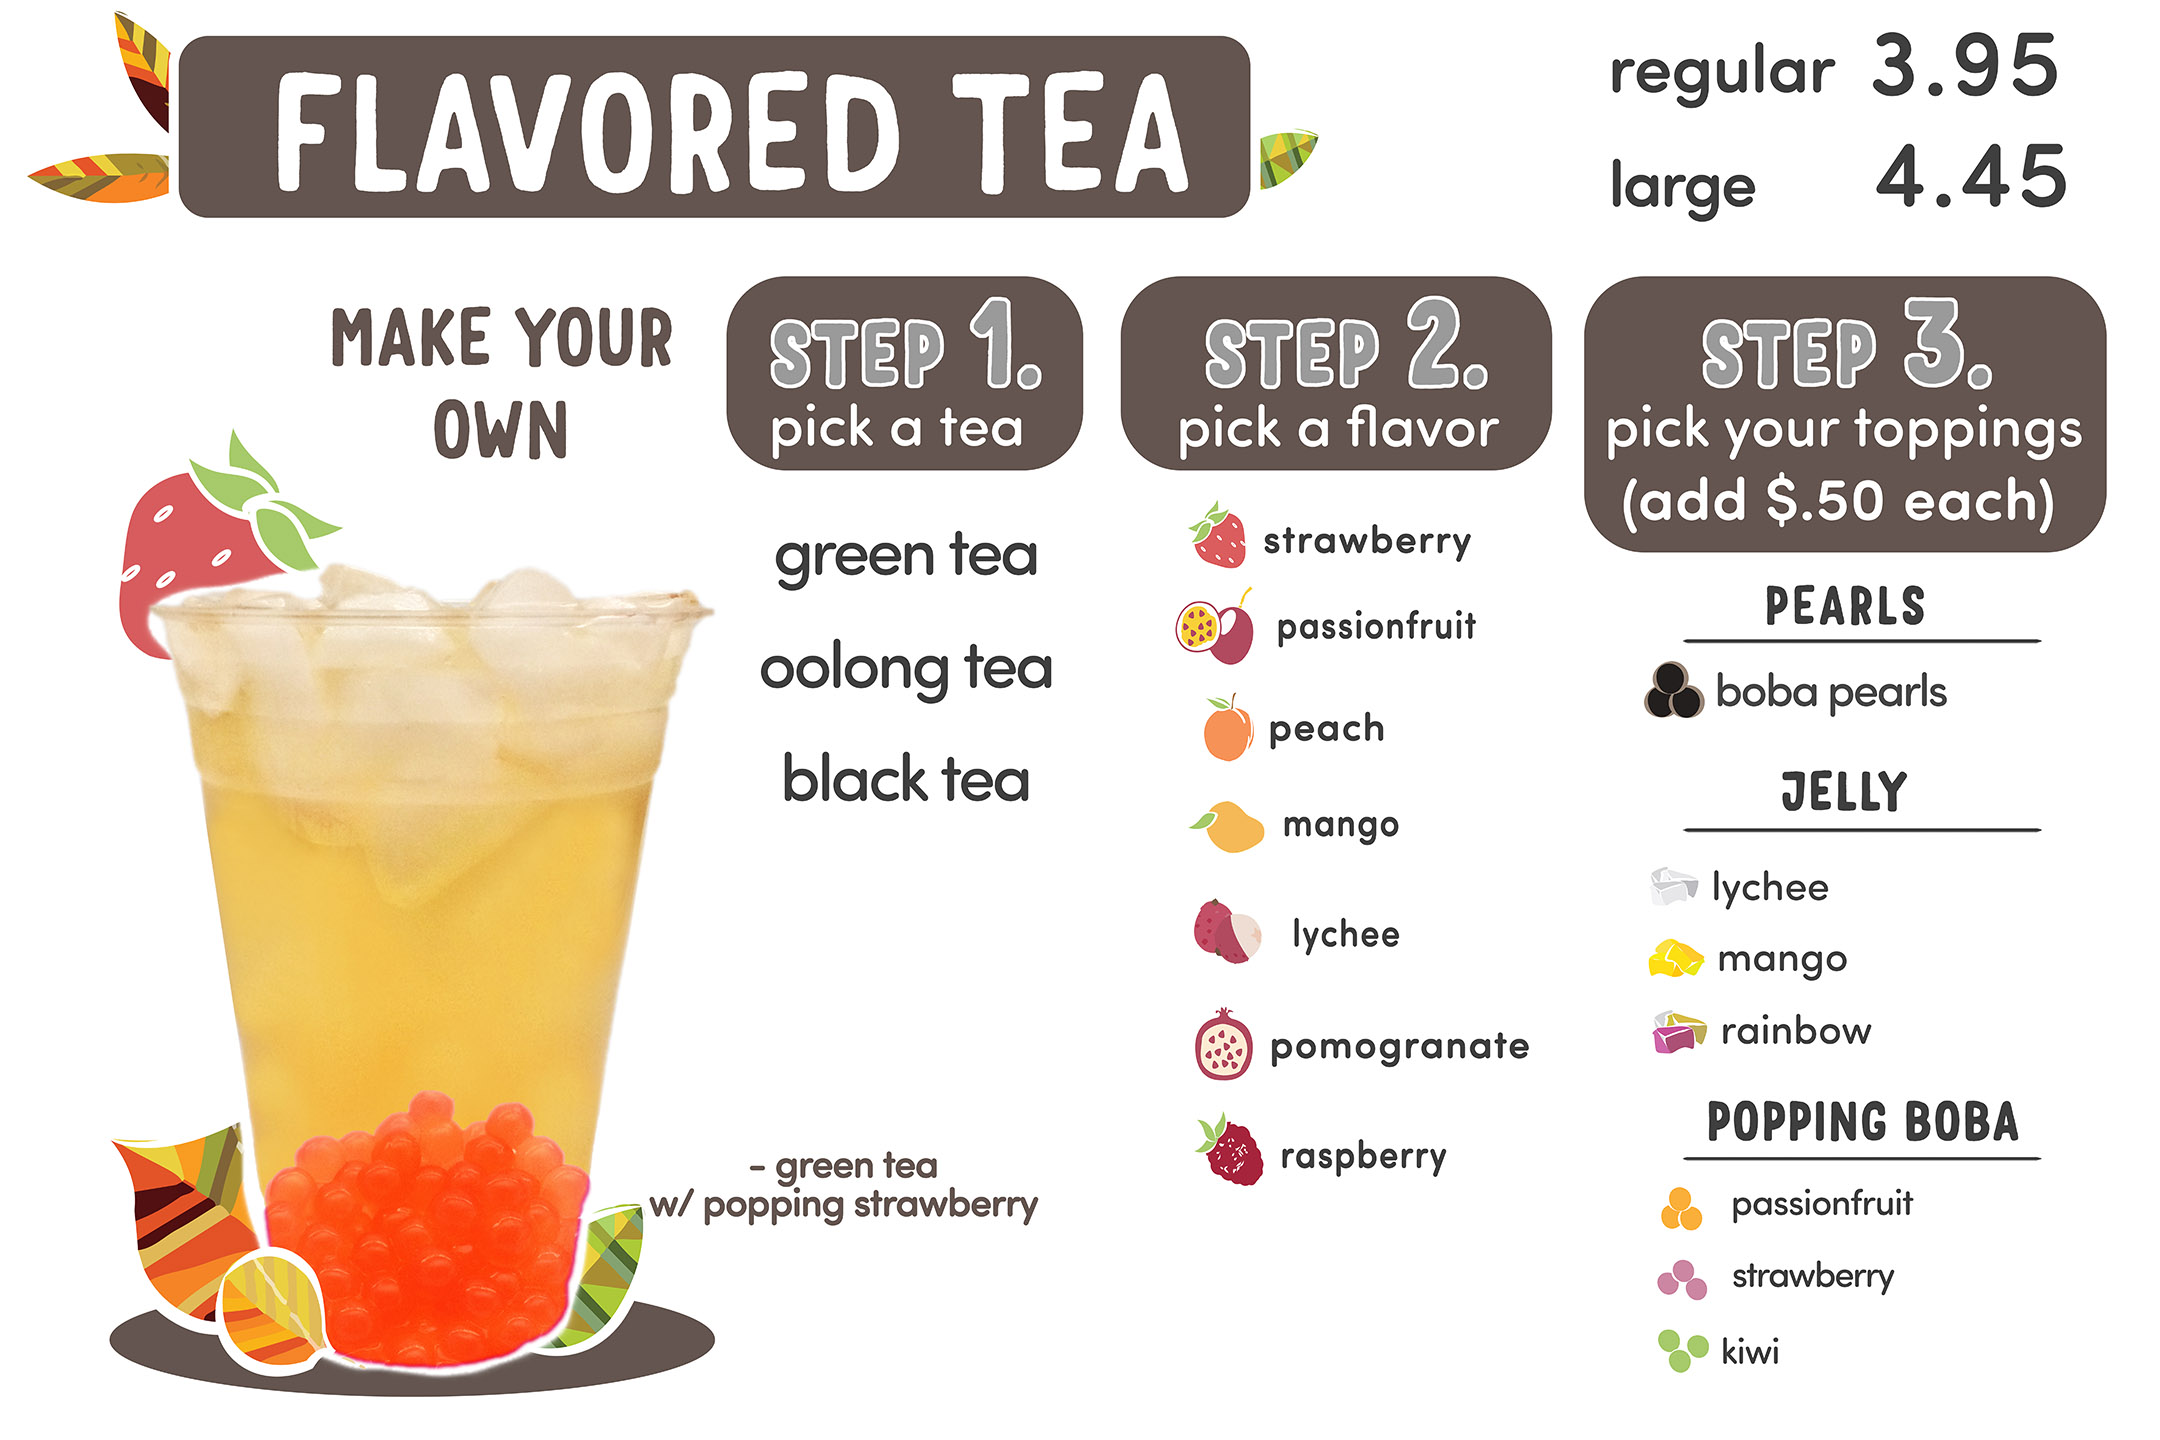 FLAVORED TEA
regular 3.95
large 4.45
MAKE YOUR
OWN
STEP 1.
pick a tea
green tea
oolong tea
black tea
- green tea
w/ popping strawberry
STEP 2.
pick a flavor
strawberry
passionfruit
peach
mango
lychee
pomogranate
raspberry
STEP 3.
pick your toppings
(add $.50 each)
PEARLS
boba pearls
JELLY
lychee
mango
rainbow
POPPING BOBA
passionfruit
strawberry
kiwi